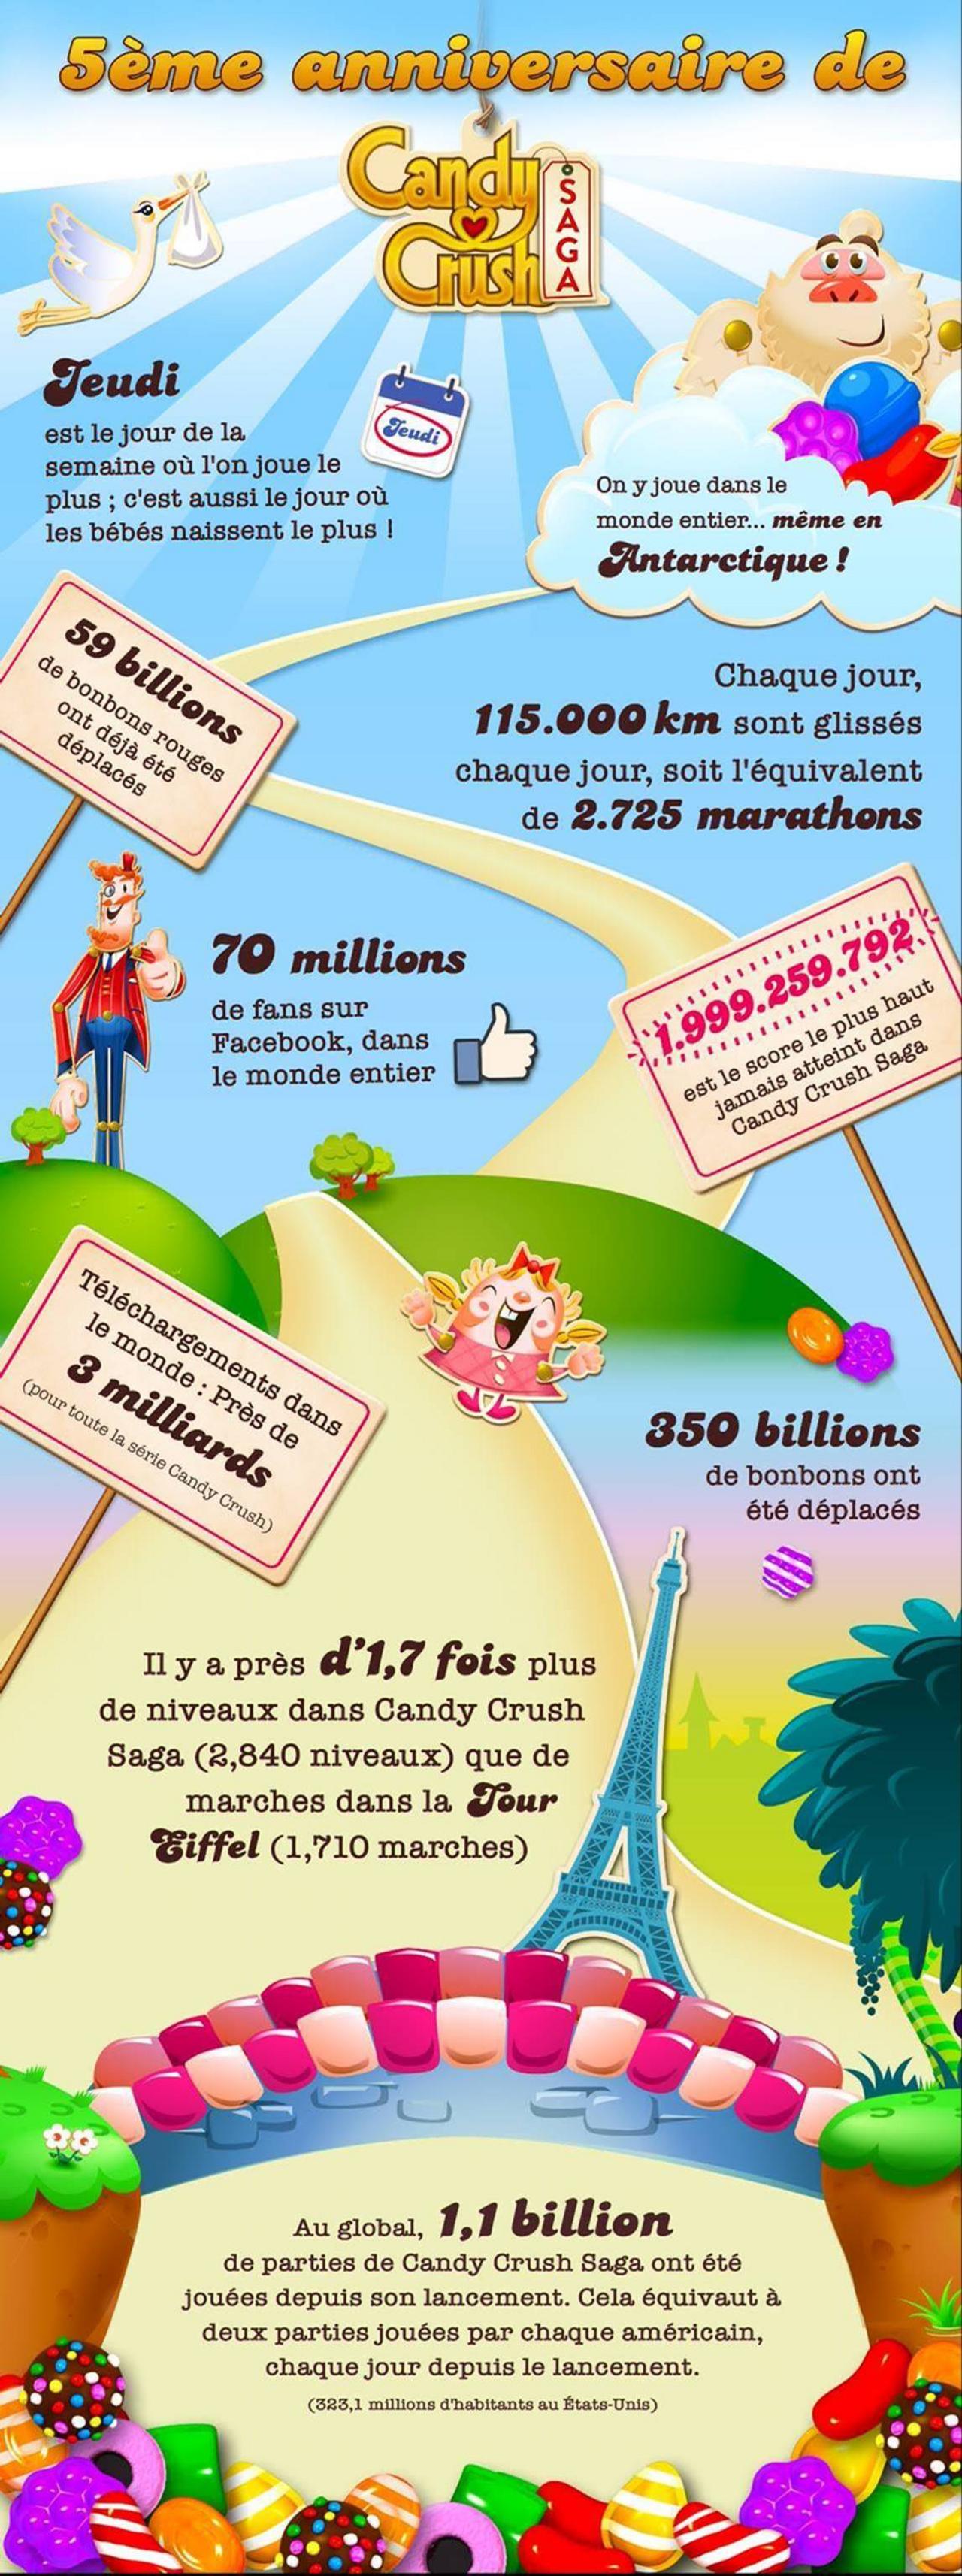 5ème anniversaire de
Candy
Crush
SAGA
Jeudi
est le jour de la
semaine où l'on joue le
plus ; c'est aussi le jour où
les bébés naissent le plus !
Jeudi
On y joue dans le
monde entier... même en
Antarctique !
59 billions
de bonbons rouges
ont déjà été
déplacés
Chaque jour,
115.000 km sont glissés
chaque jour, soit l'équivalent
de 2.725 marathons
70 millions
de fans sur
Facebook, dans
le monde entier
1.999.259.792
est le score le plus haut
jamais atteint dans
Candy Crush Saga
Téléchargements dans
le monde : Près de
3 milliards
(pour toute la série Candy Crush)
350 billions
de bonbons ont
été déplacés
Il y a près d'1,7 fois plus
de niveaux dans Candy Crush
Saga (2,840 niveaux) que de
marches dans la Tour
Eiffel (1,710 marches)
Au global, 1,1 billion
de parties de Candy Crush Saga ont été
jouées depuis son lancement. Cela équivaut à
deux parties jouées par chaque américain,
chaque jour depuis le lancement.
(323,1 millions d'habitants au États-Unis)